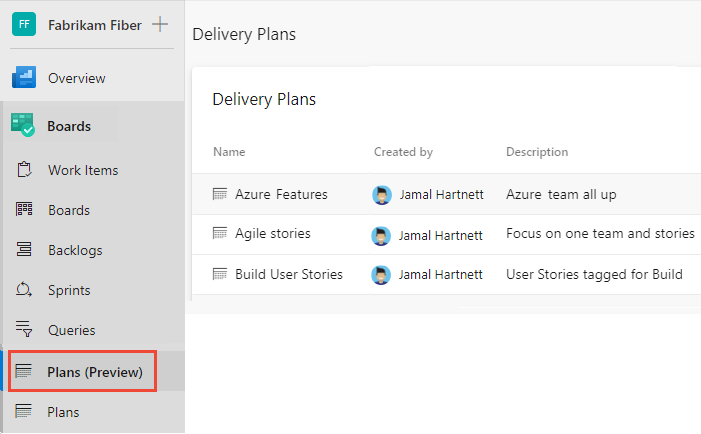 FF Fabrikam Fiber
Overview
Boards
Work Items
Boards
Backlogs
Sprints
Queries
Plans (Preview)
Plans
Delivery Plans
Delivery Plans
Name Created by Description
Azure Features Jamal Hartnett Azure team all up
Agile stories Jamal Hartnett Focus on one team and stories
Build User Stories Jamal Hartnett User Stories tagged for Build